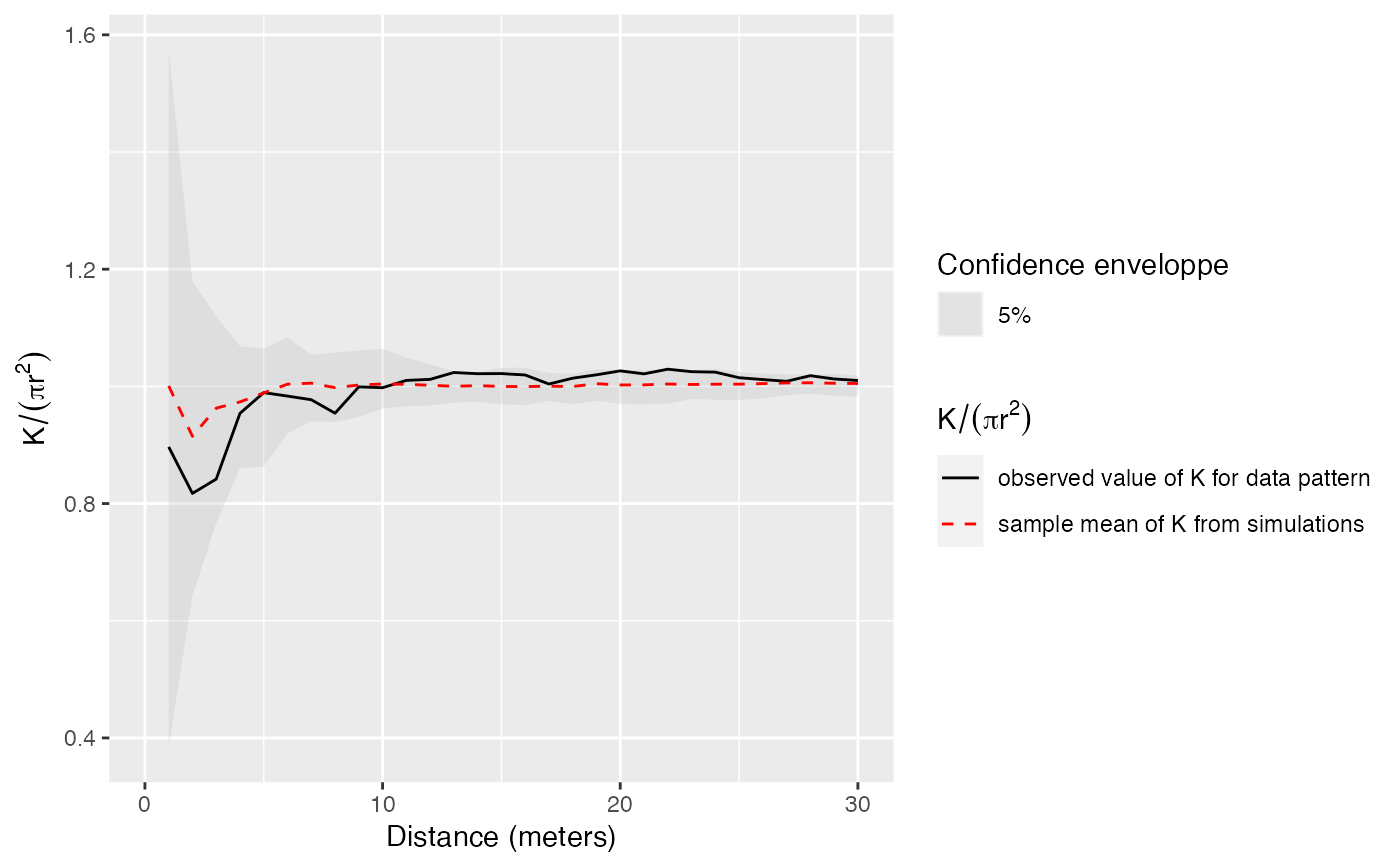 1.6
1.2
0.8
0.4
K/(πr²)
0
10
20
30
Distance (meters)
Confidence enveloppe
5%
K/(πr²)
observed value of K for data pattern
sample mean of K from simulations